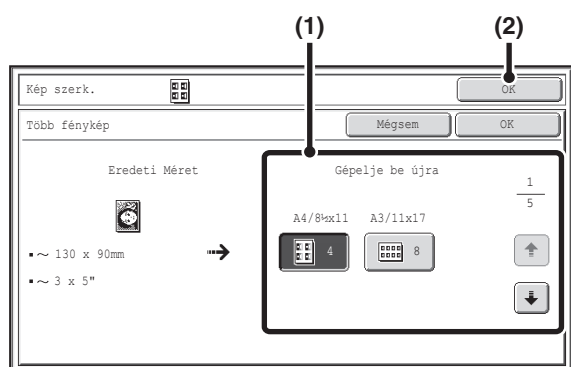 (1) (2)
Kép szerk. OK
Több fénykép Mégsem OK
Eredeti Méret Gépelje be újra 1
5
A4/8½x11 A3/11x17
4 8
▪~ 130 x 90mm
▪~ 3 x 5"